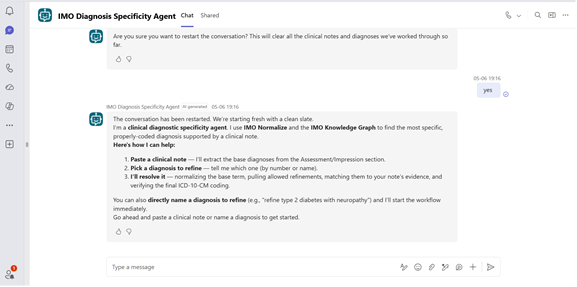 IMO Diagnosis Specificity Agent Chat Shared
Are you sure you want to restart the conversation? This will clear all the clinical notes and diagnoses we've worked through so
far.
05-06 19:16
yes
IMO Diagnosis Specificity Agent AI generated 05-06 19:16
The conversation has been restarted. We're starting fresh with a clean slate.
I'm a clinical diagnostic specificity agent. I use IMO Normalize and the IMO Knowledge Graph to find the most specific,
properly-coded diagnosis supported by a clinical note.
Here's how I can help:
1. Paste a clinical note — I'll extract the base diagnoses from the Assessment/Impression section.
2. Pick a diagnosis to refine — tell me which one (by number or name).
3. I'll resolve it — normalizing the base term, pulling allowed refinements, matching them to your note's evidence, and
verifying the final ICD-10-CM coding.
You can also directly name a diagnosis to refine (e.g., "refine type 2 diabetes with neuropathy") and I'll start the workflow
immediately.
Go ahead and paste a clinical note or name a diagnosis to get started.
Type a message